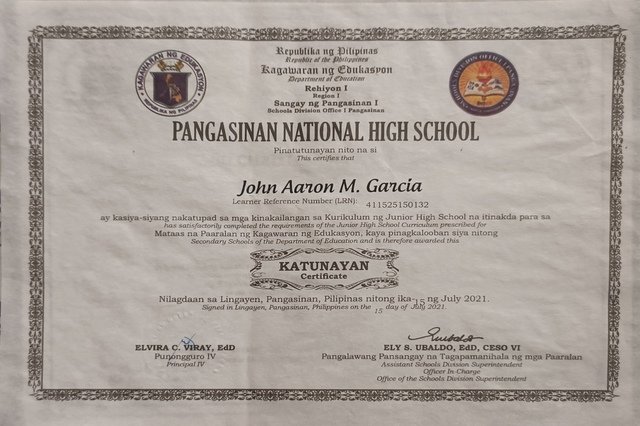 KAGAWARAN NG EDUKASYON
REPUBLIKA NG PILIPINAS
Republika ng Pilipinas
Republic of the Philippines
Kagawaran ng Edukasyon
Department of Education
Rehiyon I
Region I
Sangay ng Pangasinan I
Schools Division Office I Pangasinan
PANGASINAN NATIONAL HIGH SCHOOL
Pinatutunayan nito na si
This certifies that
John Aaron M. Garcia
Learner Reference Number (LRN): 411525150132
ay kasiya-siyang nakatupad sa mga kinakailangan sa Kurikulum ng Junior High School na itinakda para sa
has satisfactorily completed the requirements of the Junior High School Curriculum prescribed for
Mataas na Paaralan ng Kagawaran ng Edukasyon, kaya pinagkalooban siya nitong
Secondary Schools of the Department of Education and is therefore awarded this
KATUNAYAN
Certificate
Nilagdaan sa Lingayen, Pangasinan, Pilipinas nitong ika-15 ng July 2021.
Signed in Lingayen, Pangasinan, Philippines on the 15 day of July 2021.
ELVIRA C. VIRAY, EdD
Punongguro IV
Principal IV
ELY S. UBALDO, EdD, CESO VI
Pangalawang Pansangay na Tagapamanihala ng mga Paaralan
Assistant Schools Division Superintendent
Officer In-Charge
Office of the Schools Division Superintendent